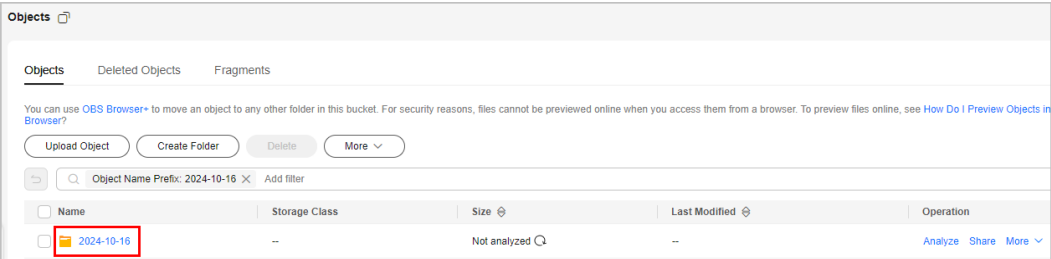 Objects
Objects Deleted Objects Fragments
You can use OBS Browser+ to move an object to any other folder in this bucket. For security reasons, files cannot be previewed online when you access them from a browser. To preview files online, see How Do I Preview Objects in
Browser?
Upload Object Create Folder Delete More
Object Name Prefix: 2024-10-16 Add filter
Name Storage Class Size Last Modified Operation
2024-10-16 -- Not analyzed -- Analyze Share More